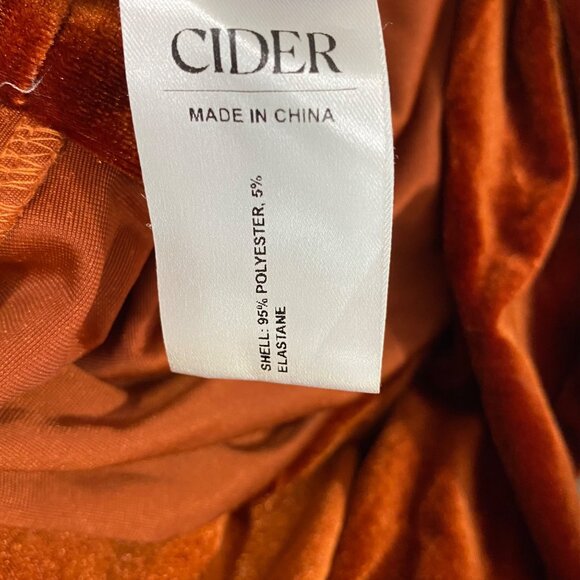 CIDER
MADE IN CHINA
SHELL: 95% POLYESTER, 5%
ELASTANE